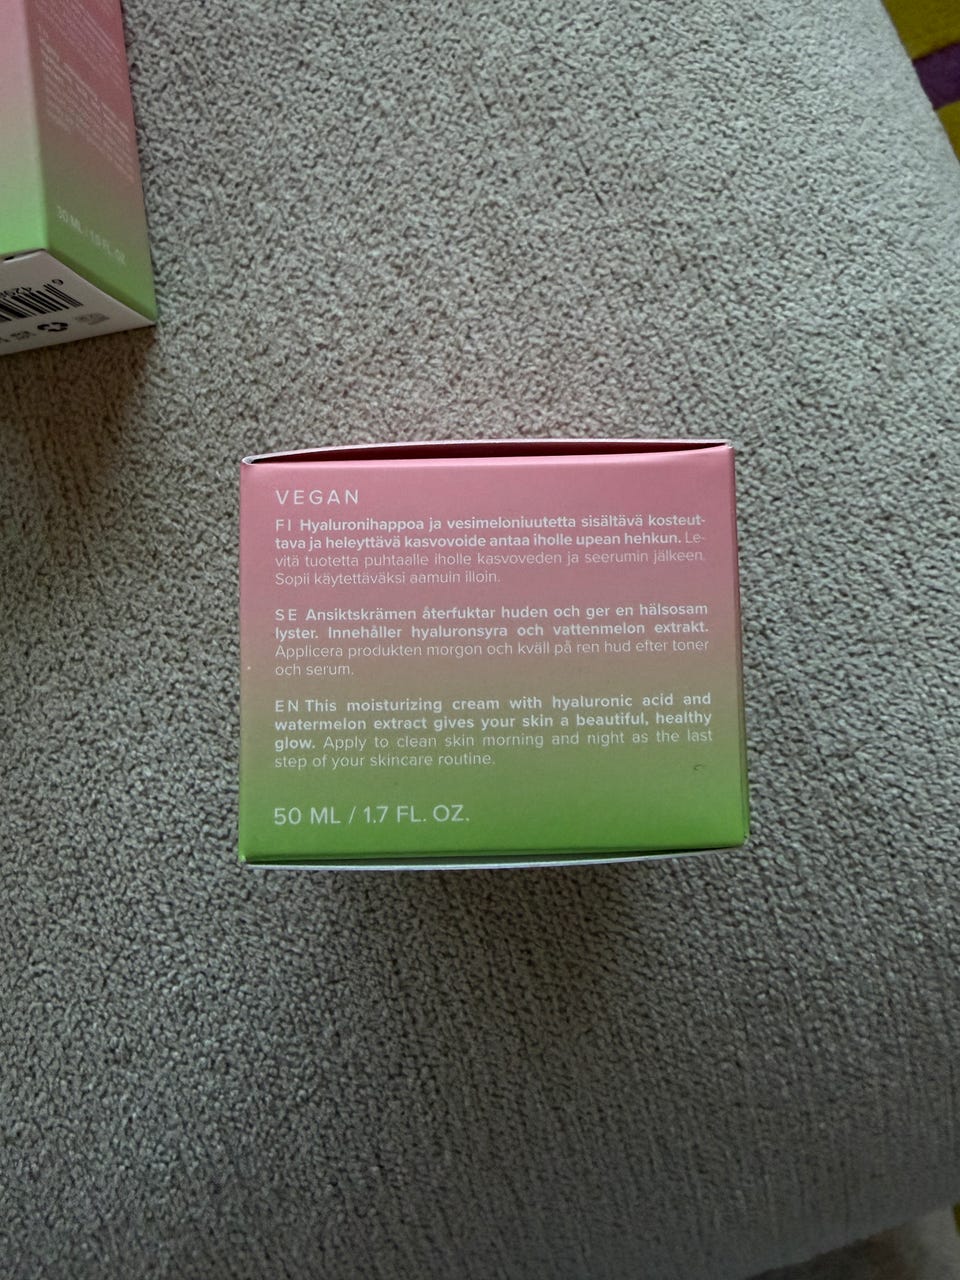 VEGAN
FI Hyaluronihappoa ja vesimeloniuutetta sisältävä kosteut-
tava ja heleyttävä kasvovoide antaa iholle upean hehkun. Le-
vitä tuotetta puhtaalle iholle kasvoveden ja seerumin jälkeen.
Sopii käytettäväksi aamuin illoin.
SE Ansiktskrämen återfuktar huden och ger en hälsosam
lyster. Innehåller hyaluronsyra och vattenmelon extrakt.
Applicera produkten morgon och kväll på ren hud efter toner
och serum.
EN This moisturizing cream with hyaluronic acid and
watermelon extract gives your skin a beautiful, healthy
glow. Apply to clean skin morning and night as the last
step of your skincare routine.
50 ML / 1.7 FL. OZ.